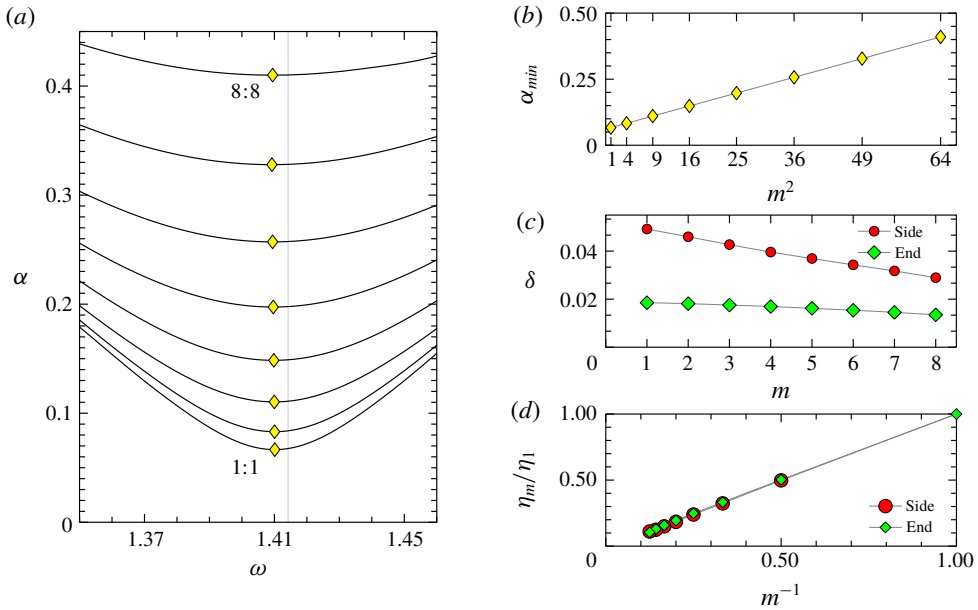 (a)
0.4
0.3
0.2
0.1
0
α
8:8
1:1
1.37
1.41
1.45
ω
(b)
0.50
0.25
0
α_min
1 4 9 16 25 36 49 64
m²
(c)
0.04
0.02
0
δ
Side
End
1 2 3 4 5 6 7 8
m
(d)
1.00
0.50
0
η_m/η_1
Side
End
0.50
1.00
m⁻¹